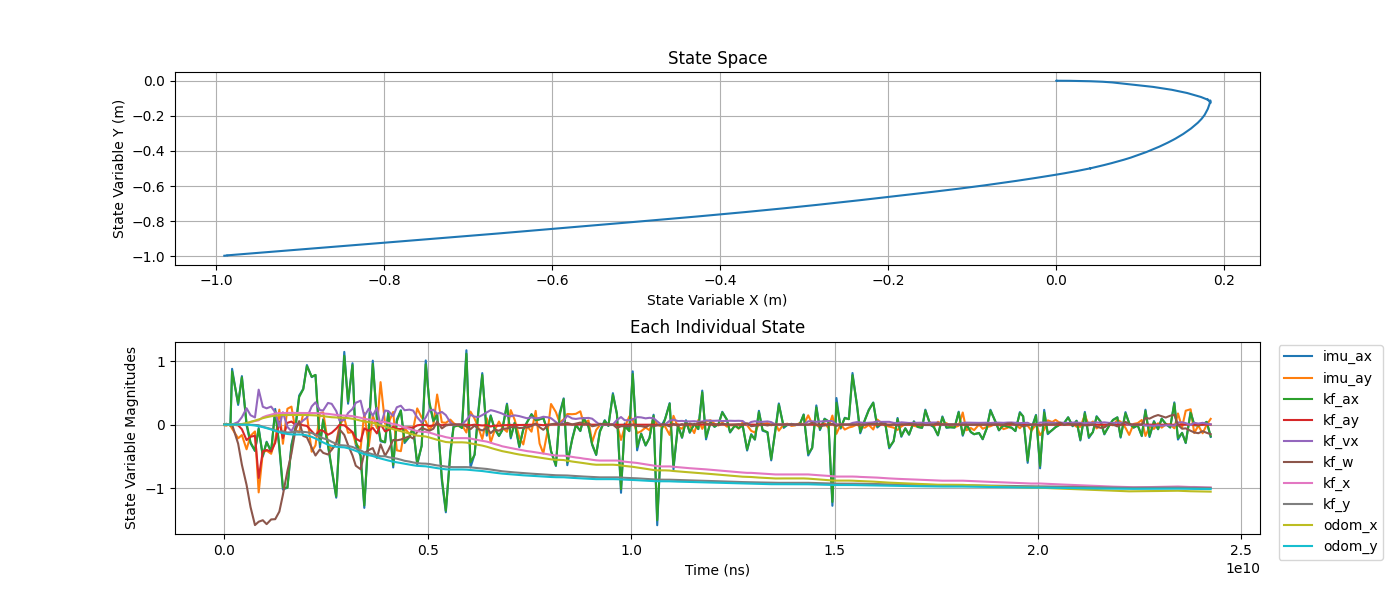 State Space
State Variable Y (m)
0.0
−0.2
−0.4
−0.6
−0.8
−1.0
−1.0
−0.8
−0.6
−0.4
−0.2
0.0
0.2
State Variable X (m)
Each Individual State
State Variable Magnitudes
1
0
−1
0.0
0.5
1.0
1.5
2.0
2.5
1e10
Time (ns)
imu_ax
imu_ay
kf_ax
kf_ay
kf_vx
kf_w
kf_x
kf_y
odom_x
odom_y